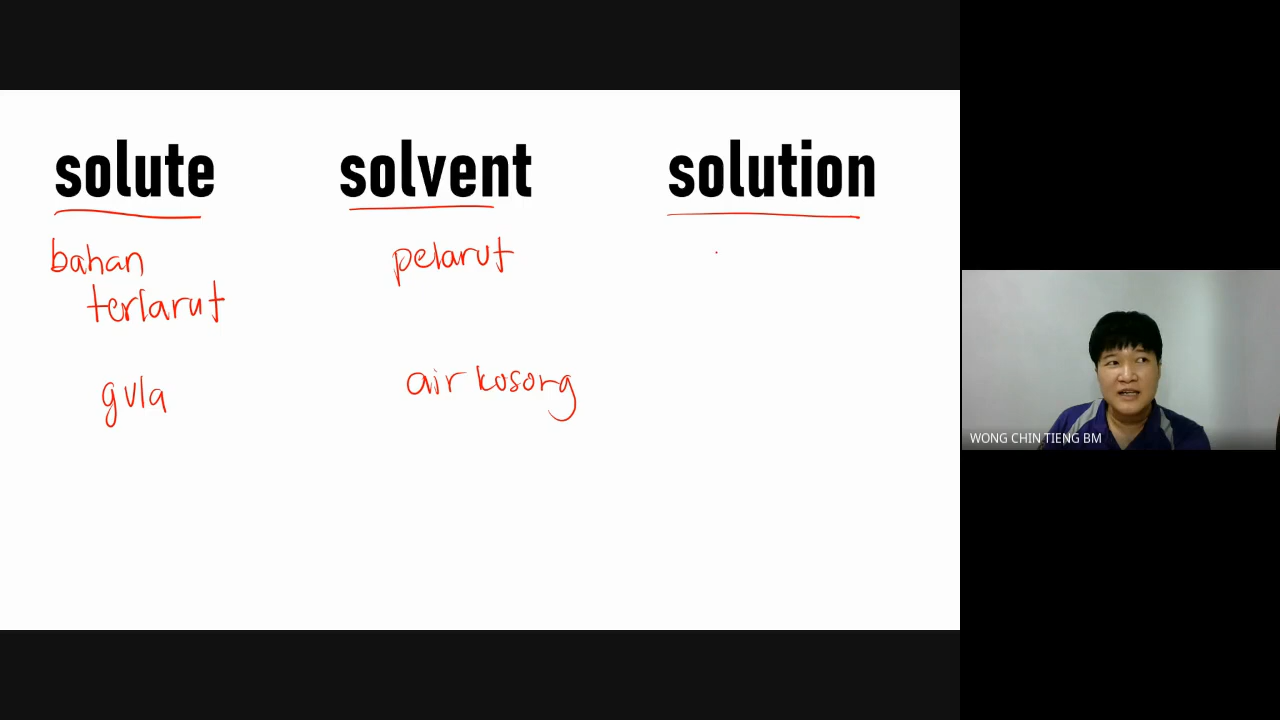 solute solvent solution
bahan pelarut
terlarut
gula air kosong
WONG CHIN TIENG BM